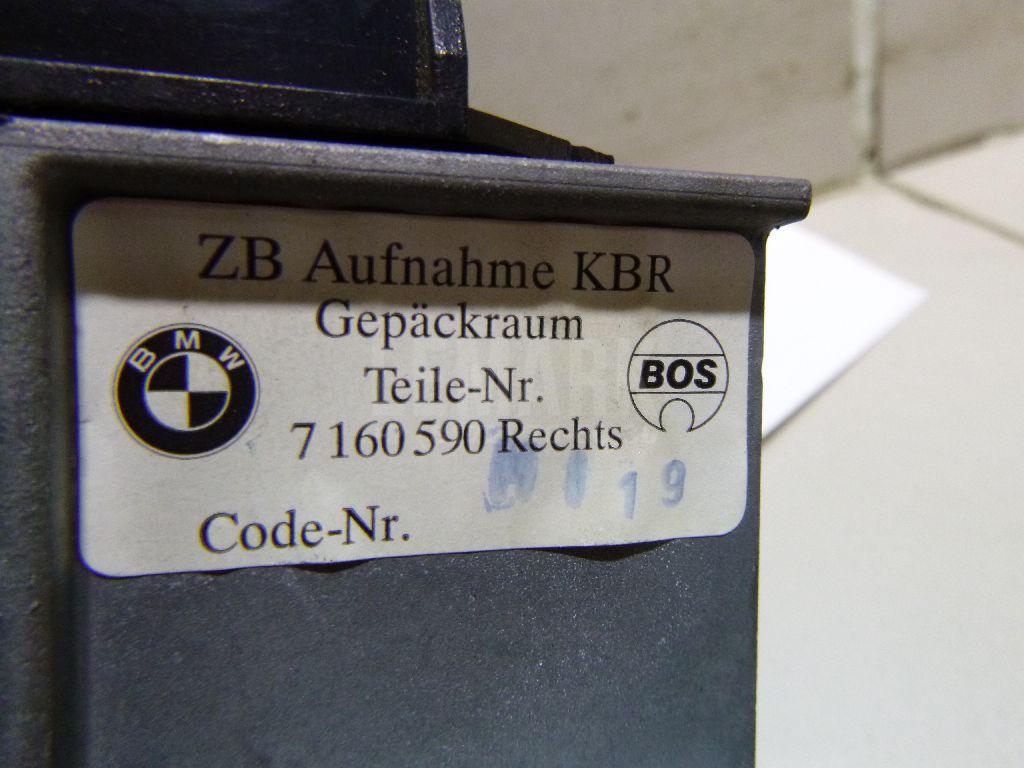 ZB Aufnahme KBR
Gepäckraum
BMW
BOS
Teile-Nr.
7 160 590 Rechts
19
Code-Nr.